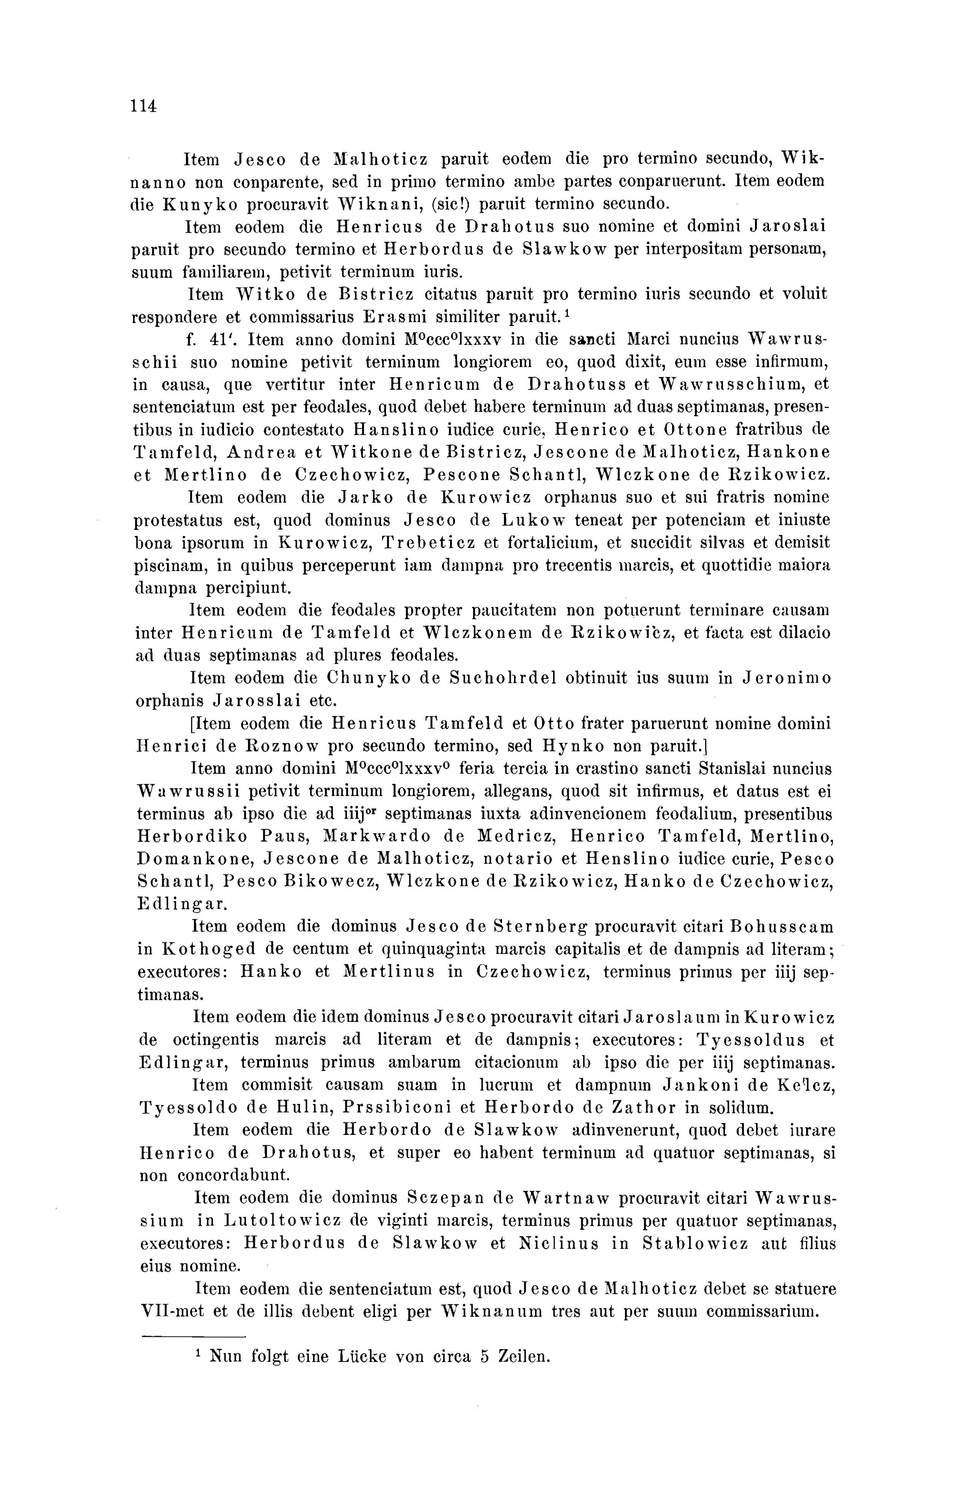 114
Item Jesco de Malhoticz paruit eodem die pro termino secundo, Wik-
nanno non conparente, sed in primo termino ambe partes conparuerunt. Item eodem
die Kunyko procuravit Wiknani, (sic!) paruit termino secundo.
Item eodem die Henricus de Drahotus suo nomine et domini Jaroslai
paruit pro secundo termino et Herbordus de Slawkow per interpositam personam,
suum familiarem, petivit terminum iuris.
Item Witko de Bistricz citatus paruit pro termino iuris secundo et voluit
respondere et commissarius Erasmi similiter paruit.¹
f. 41'. Item anno domini M⁰ccc⁰lxxxv in die sancti Marci nuncius Wawrus-
schii suo nomine petivit terminum longiorem eo, quod dixit, eum esse infirmum,
in causa, que vertitur inter Henricum de Drahotuss et Wawrusschium, et
sentenciatum est per feodales, quod debet habere terminum ad duas septimanas, presen-
tibus in iudicio contestato Hanslino iudice curie, Henrico et Ottone fratribus de
Tamfeld, Andrea et Witkone de Bistricz, Jescone de Malhoticz, Hankone
et Mertlino de Czechowicz, Pescone Schantl, Wlczkone de Rzikowicz.
Item eodem die Jarko de Kurowicz orphanus suo et sui fratris nomine
protestatus est, quod dominus Jesco de Lukow teneat per potenciam et iniuste
bona ipsorum in Kurowicz, Trebeticz et fortalicium, et succidit silvas et demisit
piscinam, in quibus perceperunt iam dampna pro trecentis marcis, et quottidie maiora
dampna percipiunt.
Item eodem die feodales propter paucitatem non potuerunt terminare causam
inter Henricum de Tamfeld et Wlczkonem de Rzikowicz, et facta est dilacio
ad duas septimanas ad plures feodales.
Item eodem die Chunyko de Suchohrdel obtinuit ius suum in Jeronimo
orphanis Jarosslai etc.
[Item eodem die Henricus Tamfeld et Otto frater paruerunt nomine domini
Henrici de Roznow pro secundo termino, sed Hynko non paruit.]
Item anno domini M⁰ccc⁰lxxxv⁰ feria tercia in crastino sancti Stanislai nuncius
Wawrussii petivit terminum longiorem, allegans, quod sit infirmus, et datus est ei
terminus ab ipso die ad iiijᵒʳ septimanas iuxta adinvencionem feodalium, presentibus
Herbordiko Paus, Markwardo de Medricz, Henrico Tamfeld, Mertlino,
Domankone, Jescone de Malhoticz, notario et Henslino iudice curie, Pesco
Schantl, Pesco Bikowecz, Wlczkone de Rzikowicz, Hanko de Czechowicz,
Edlingar.
Item eodem die dominus Jesco de Sternberg procuravit citari Bohusscam
in Kothoged de centum et quinquaginta marcis capitalis et de dampnis ad literam;
executores: Hanko et Mertlinus in Czechowicz, terminus primus per iiij sep-
timanas.
Item eodem die idem dominus Jesco procuravit citari Jaroslaum in Kurowicz
de octingentis marcis ad literam et de dampnis; executores: Tyessoldus et
Edlingar, terminus primus ambarum citacionum ab ipso die per iiij septimanas.
Item commisit causam suam in lucrum et dampnum Jankoni de Kelcz,
Tyessoldo de Hulin, Prssibiconi et Herbordo de Zathor in solidum.
Item eodem die Herbordo de Slawkow adinvenerunt, quod debet iurare
Henrico de Drahotus, et super eo habent terminum ad quatuor septimanas, si
non concordabunt.
Item eodem die dominus Sczepan de Wartnaw procuravit citari Wawrus-
sium in Lutoltowicz de viginti marcis, terminus primus per quatuor septimanas,
executores: Herbordus de Slawkow et Niclinus in Stablowicz aut filius
eius nomine.
Item eodem die sentenciatum est, quod Jesco de Malhoticz debet se statuere
VII-met et de illis debent eligi per Wiknanum tres aut per suum commissarium.
¹ Nun folgt eine Lücke von circa 5 Zeilen.